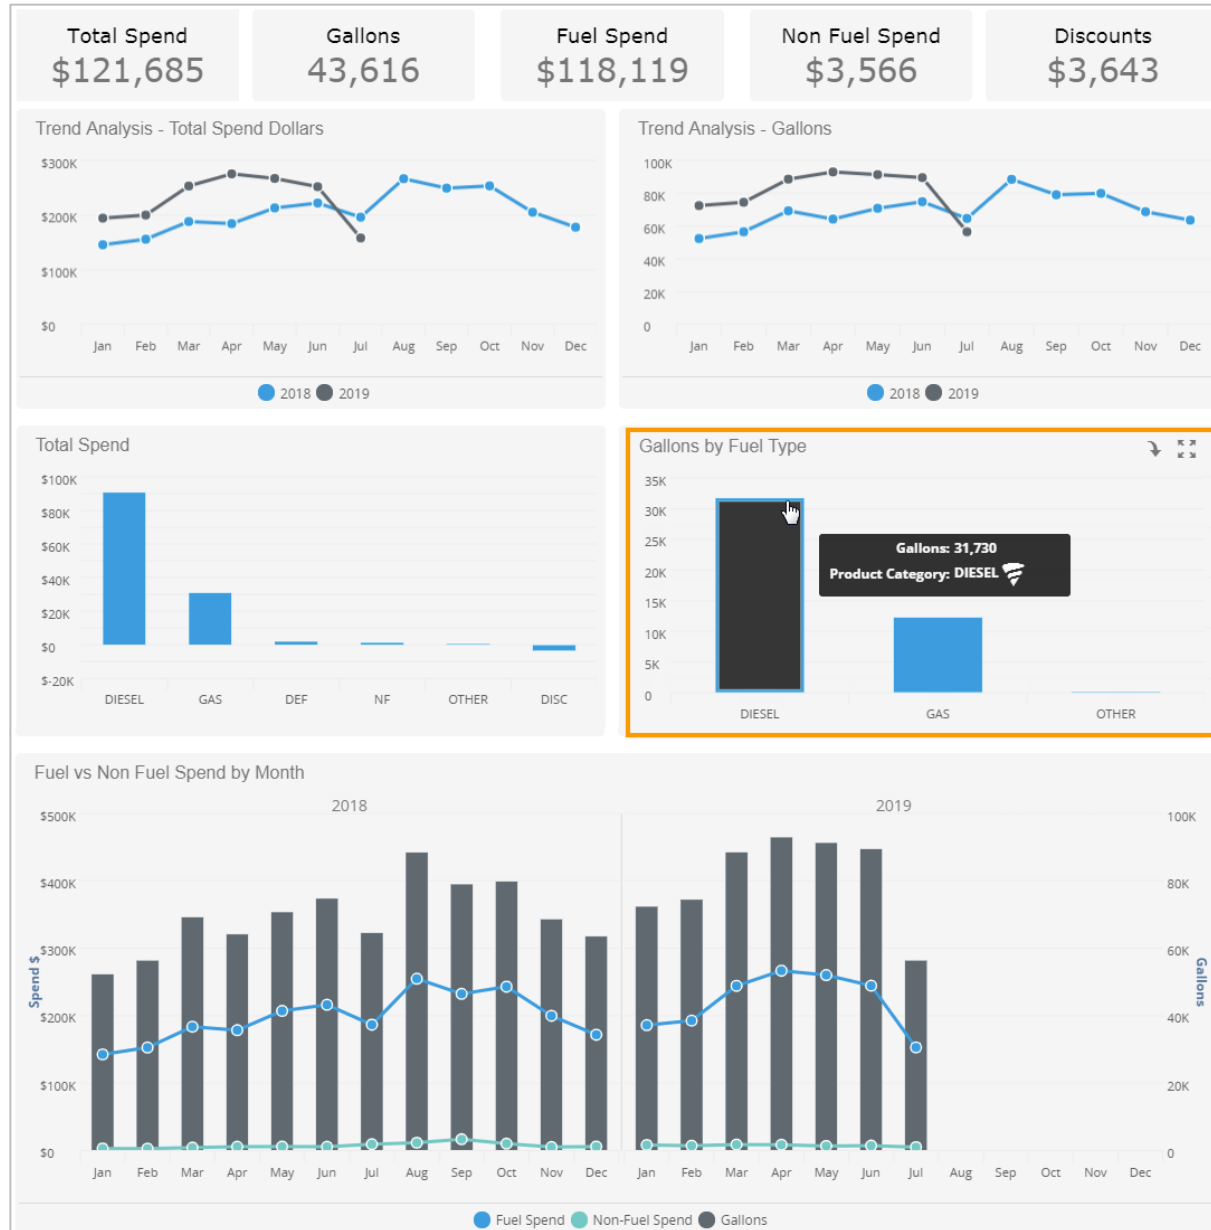 Total Spend
$121,685
Gallons
43,616
Fuel Spend
$118,119
Non Fuel Spend
$3,566
Discounts
$3,643
Trend Analysis - Total Spend Dollars
$300K
$200K
$100K
$0
Jan Feb Mar Apr May Jun Jul Aug Sep Oct Nov Dec
2018 2019
Trend Analysis - Gallons
100K
80K
60K
40K
20K
0
Jan Feb Mar Apr May Jun Jul Aug Sep Oct Nov Dec
2018 2019
Total Spend
$100K
$80K
$60K
$40K
$20K
$0
$-20K
DIESEL GAS DEF NF OTHER DISC
Gallons by Fuel Type
35K
30K
25K
20K
15K
10K
5K
0
Gallons: 31,730
Product Category: DIESEL
DIESEL GAS OTHER
Fuel vs Non Fuel Spend by Month
2018 2019
Spend $
$500K
$400K
$300K
$200K
$100K
$0
100K
80K
60K
40K
20K
0
Gallons
Jan Feb Mar Apr May Jun Jul Aug Sep Oct Nov Dec Jan Feb Mar Apr May Jun Jul Aug Sep Oct Nov Dec
Fuel Spend Non-Fuel Spend Gallons